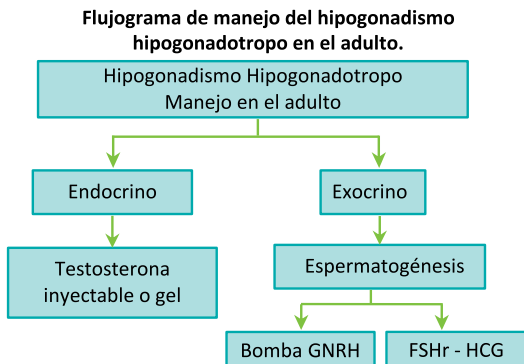 Flujograma de manejo del hipogonadismo
hipogonadotropo en el adulto.
Hipogonadismo Hipogonadotropo
Manejo en el adulto
Endocrino
Exocrino
Testosterona
inyectable o gel
Espermatogénesis
Bomba GNRH
FSHr - HCG